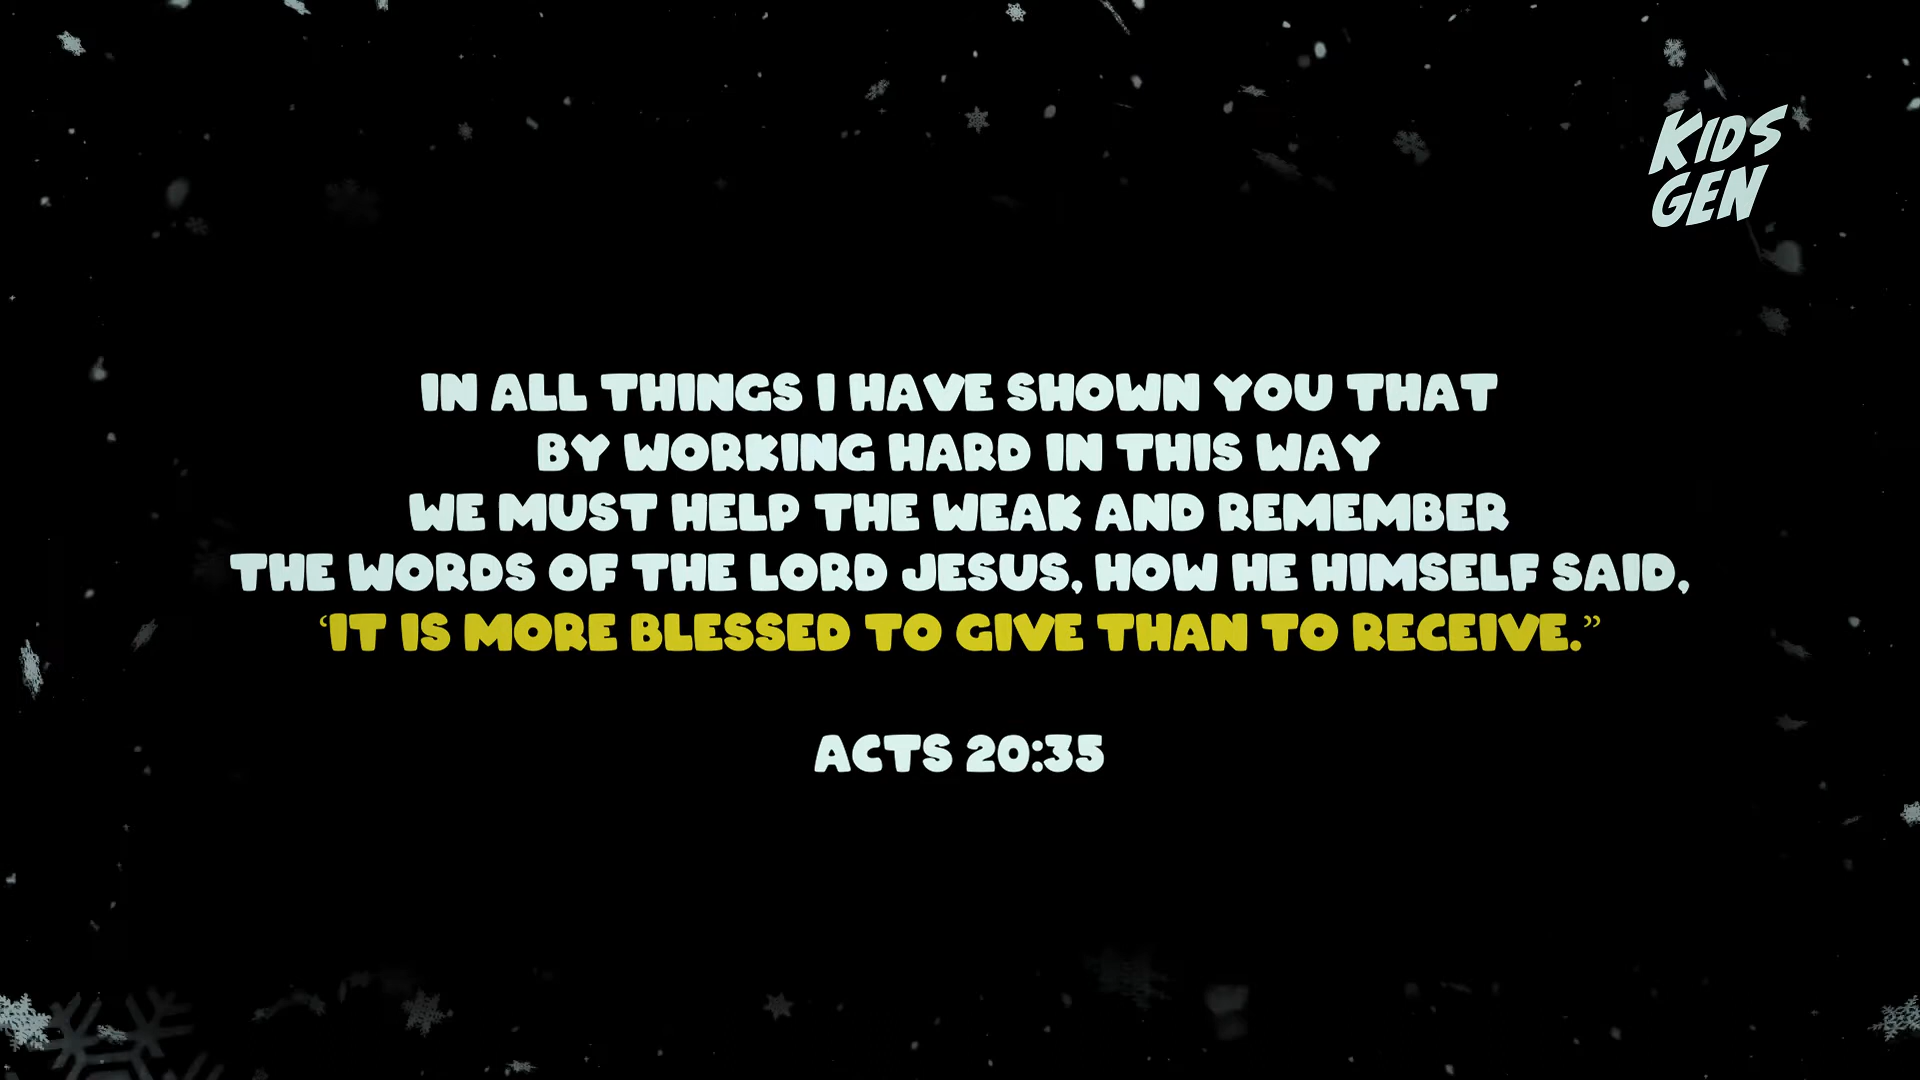 KIDS
GEN
IN ALL THINGS I HAVE SHOWN YOU THAT
BY WORKING HARD IN THIS WAY
WE MUST HELP THE WEAK AND REMEMBER
THE WORDS OF THE LORD JESUS, HOW HE HIMSELF SAID,
‘IT IS MORE BLESSED TO GIVE THAN TO RECEIVE.”
ACTS 20:35